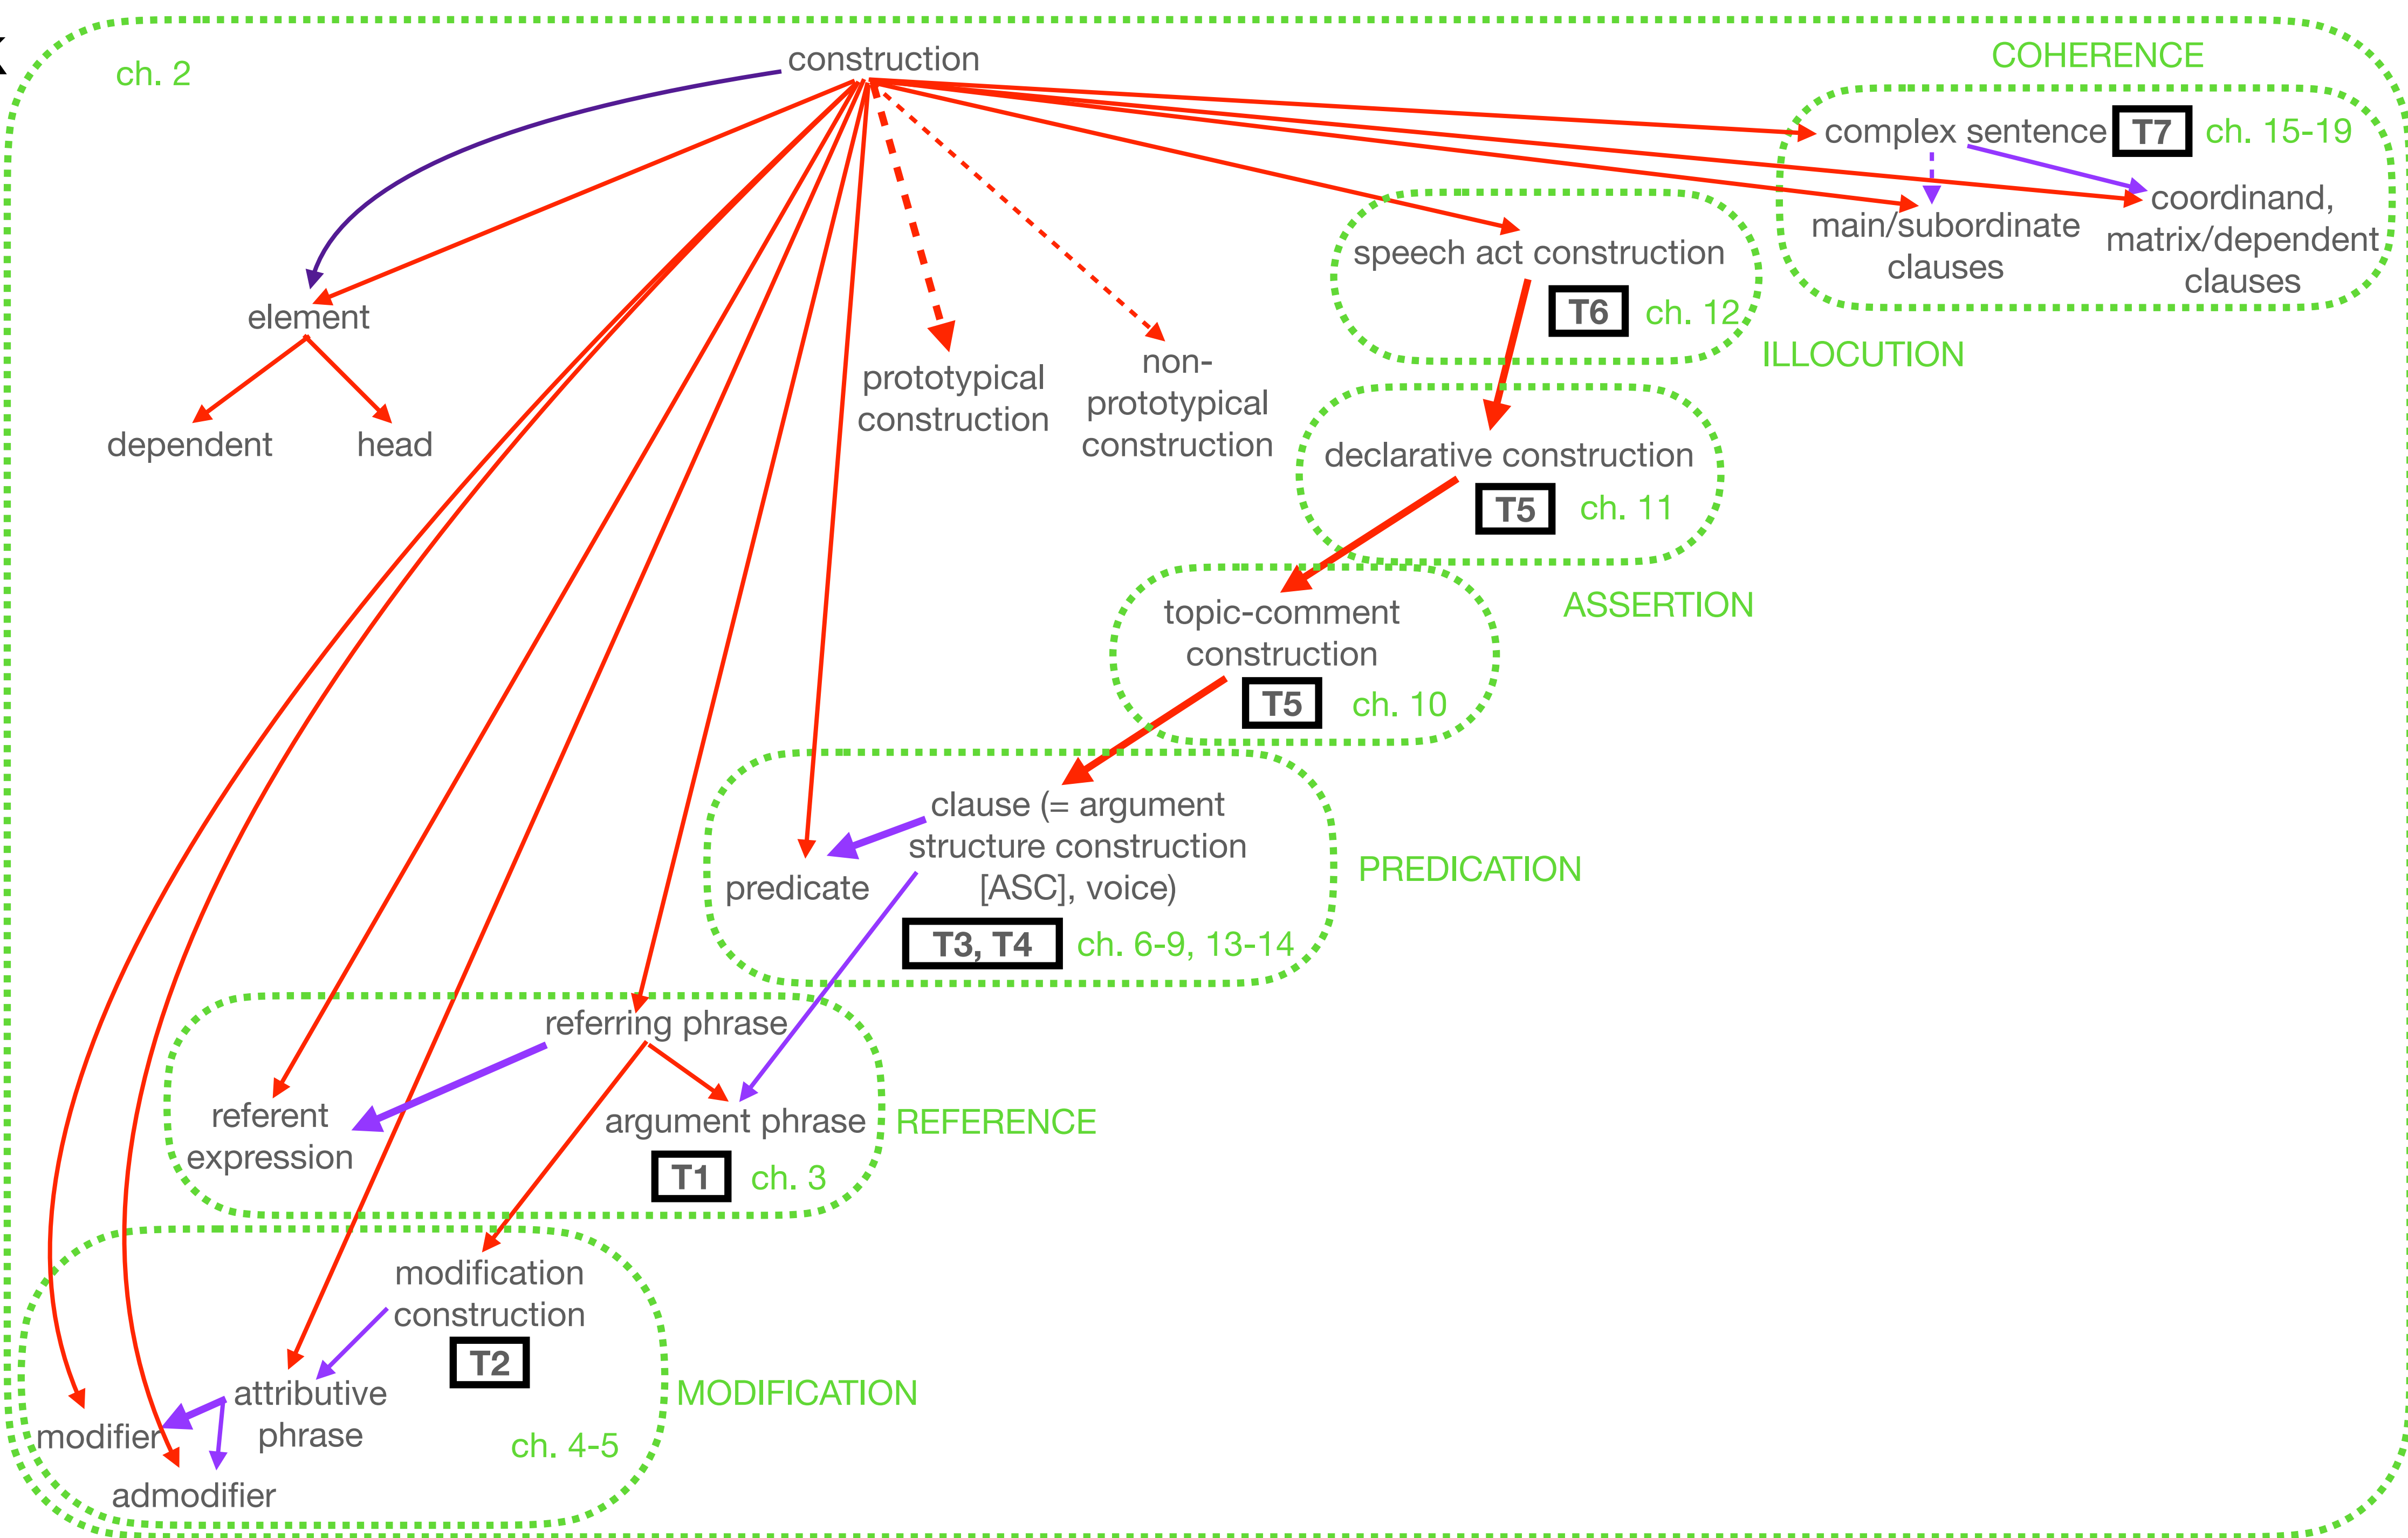 construction
COHERENCE
ch. 2
complex sentence T7 ch. 15-19
coordinand,
matrix/dependent
clauses
main/subordinate
clauses
speech act construction
T6 ch. 12
ILLOCUTION
element
dependent head
prototypical
construction
non-
prototypical
construction
declarative construction
T5 ch. 11
ASSERTION
topic-comment
construction
T5 ch. 10
clause (= argument
structure construction
[ASC], voice)
predicate
T3, T4 ch. 6-9, 13-14
PREDICATION
referring phrase
referent
expression
argument phrase
T1 ch. 3
REFERENCE
modification
construction
T2
attributive
phrase
modifier
admodifier
ch. 4-5
MODIFICATION